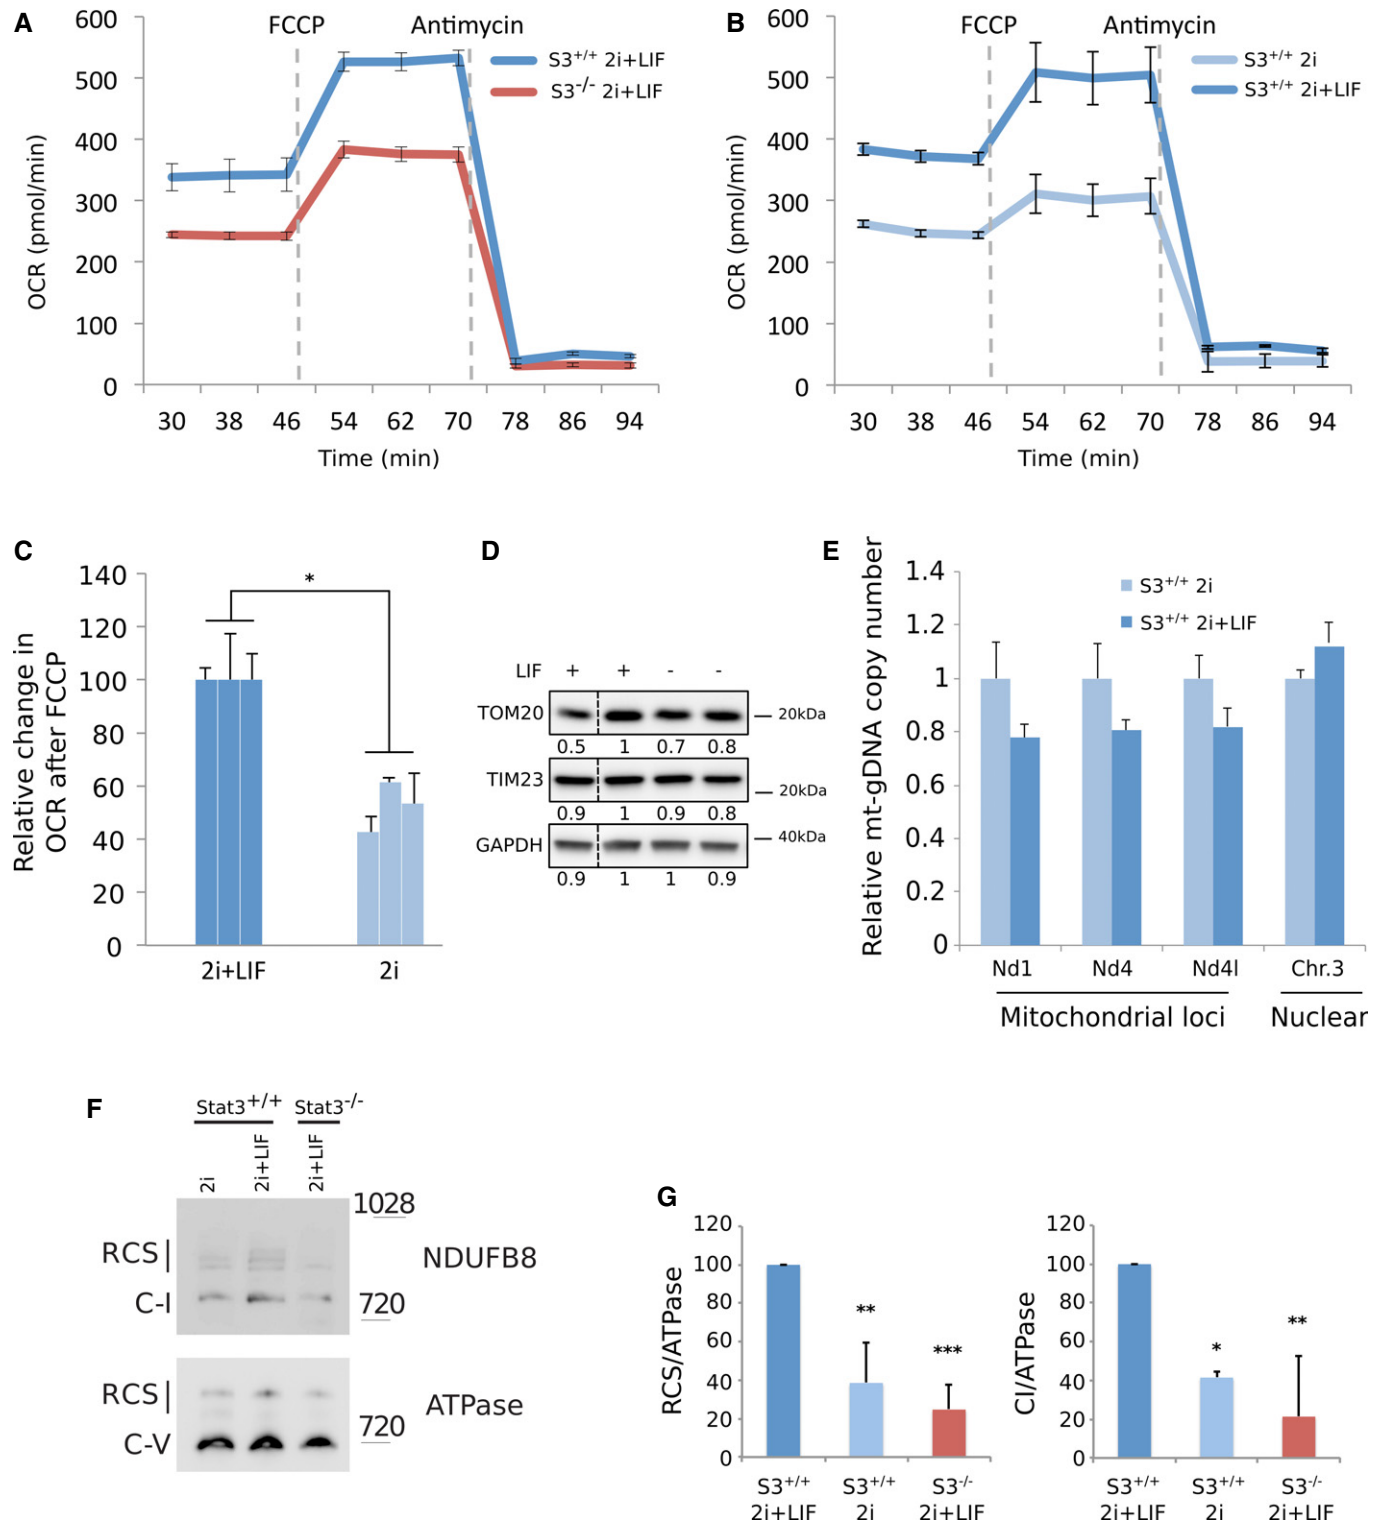 A
600
500
400
300
200
100
0
OCR (pmol/min)
FCCP
Antimycin
S3+/+ 2i+LIF
S3-/- 2i+LIF
30 38 46 54 62 70 78 86 94
Time (min)
B
600
500
400
300
200
100
0
OCR (pmol/min)
FCCP
Antimycin
S3+/+ 2i
S3+/+ 2i+LIF
30 38 46 54 62 70 78 86 94
Time (min)
C
140
120
100
80
60
40
20
0
Relative change in
OCR after FCCP
*
2i+LIF 2i
D
LIF + + - -
TOM20 20kDa
0.5 1 0.7 0.8
TIM23 20kDa
0.9 1 0.9 0.8
GAPDH 40kDa
0.9 1 1 0.9
E
Relative mt-gDNA copy number
1.4
1.2
1
0.8
0.6
0.4
0.2
0
S3+/+ 2i
S3+/+ 2i+LIF
Nd1 Nd4 Nd4l Chr.3
Mitochondrial loci Nuclear
F
Stat3+/+ Stat3-/-
2i 2i+LIF 2i+LIF
1028
RCS NDUFB8
C-I 720
RCS ATPase
720
C-V
G
RCS/ATPase
120
100
80
60
40
20
0
** ***
S3+/+ S3+/+ S3-/-
2i+LIF 2i 2i+LIF
CI/ATPase
120
100
80
60
40
20
0
* **
S3+/+ S3+/+ S3-/-
2i+LIF 2i 2i+LIF